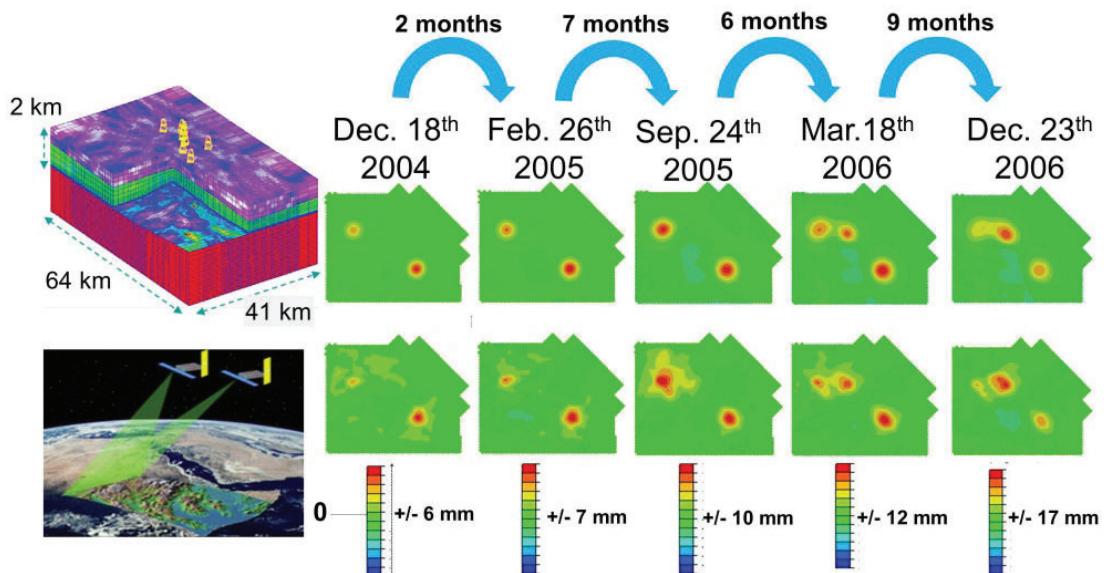 2 months 7 months 6 months 9 months
2 km
Dec. 18th Feb. 26th Sep. 24th Mar.18th Dec. 23th
2004 2005 2005 2006 2006
64 km
41 km
0
+/- 6 mm +/- 7 mm +/- 10 mm +/- 12 mm +/- 17 mm